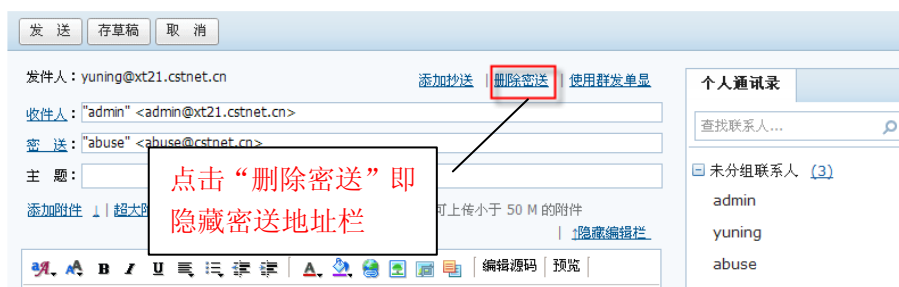 发 送 存草稿 取 消
发件人：yuning@xt21.cstnet.cn 添加抄送 | 删除密送 | 使用群发单显
收件人："admin" <admin@xt21.cstnet.cn>
密 送："abuse" <abuse@cstnet.cn>
主 题：
点击“删除密送”即
隐藏密送地址栏
添加附件 ↓ | 超大附 可上传小于 50 M 的附件
| ↑隐藏编辑栏
B I U A 编辑源码 预览
个人通讯录
查找联系人...
未分组联系人 (3)
admin
yuning
abuse